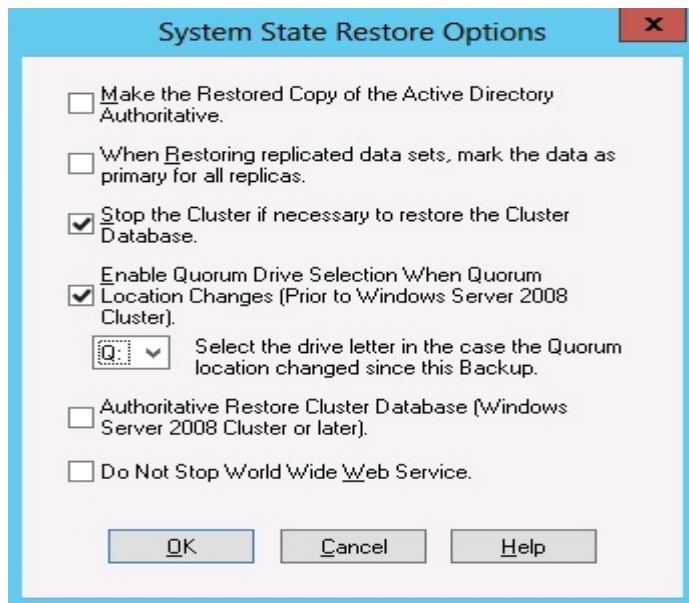 System State Restore Options
x
Make the Restored Copy of the Active Directory
Authoritative.
When Restoring replicated data sets, mark the data as
primary for all replicas.
Stop the Cluster if necessary to restore the Cluster
Database.
Enable Quorum Drive Selection When Quorum
Location Changes (Prior to Windows Server 2008
Cluster).
Q: Select the drive letter in the case the Quorum
location changed since this Backup.
Authoritative Restore Cluster Database (Windows
Server 2008 Cluster or later).
Do Not Stop World Wide Web Service.
OK Cancel Help